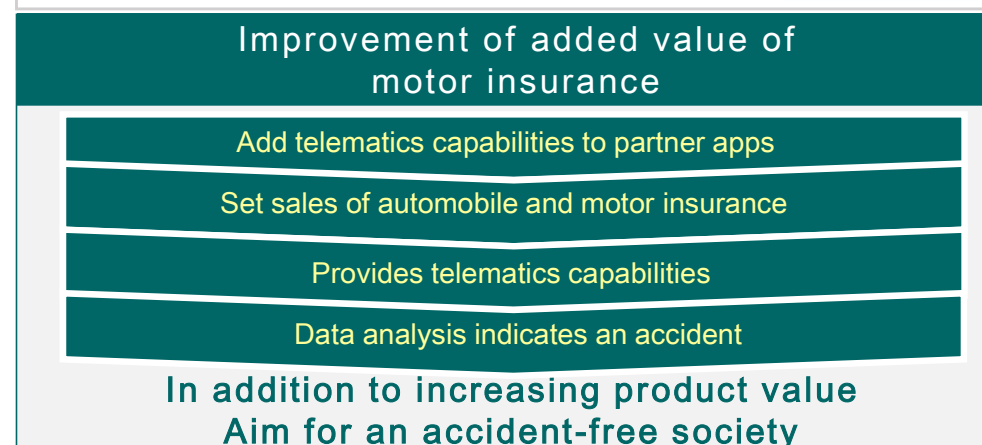 Improvement of added value of
motor insurance
Add telematics capabilities to partner apps
Set sales of automobile and motor insurance
Provides telematics capabilities
Data analysis indicates an accident
In addition to increasing product value
Aim for an accident-free society